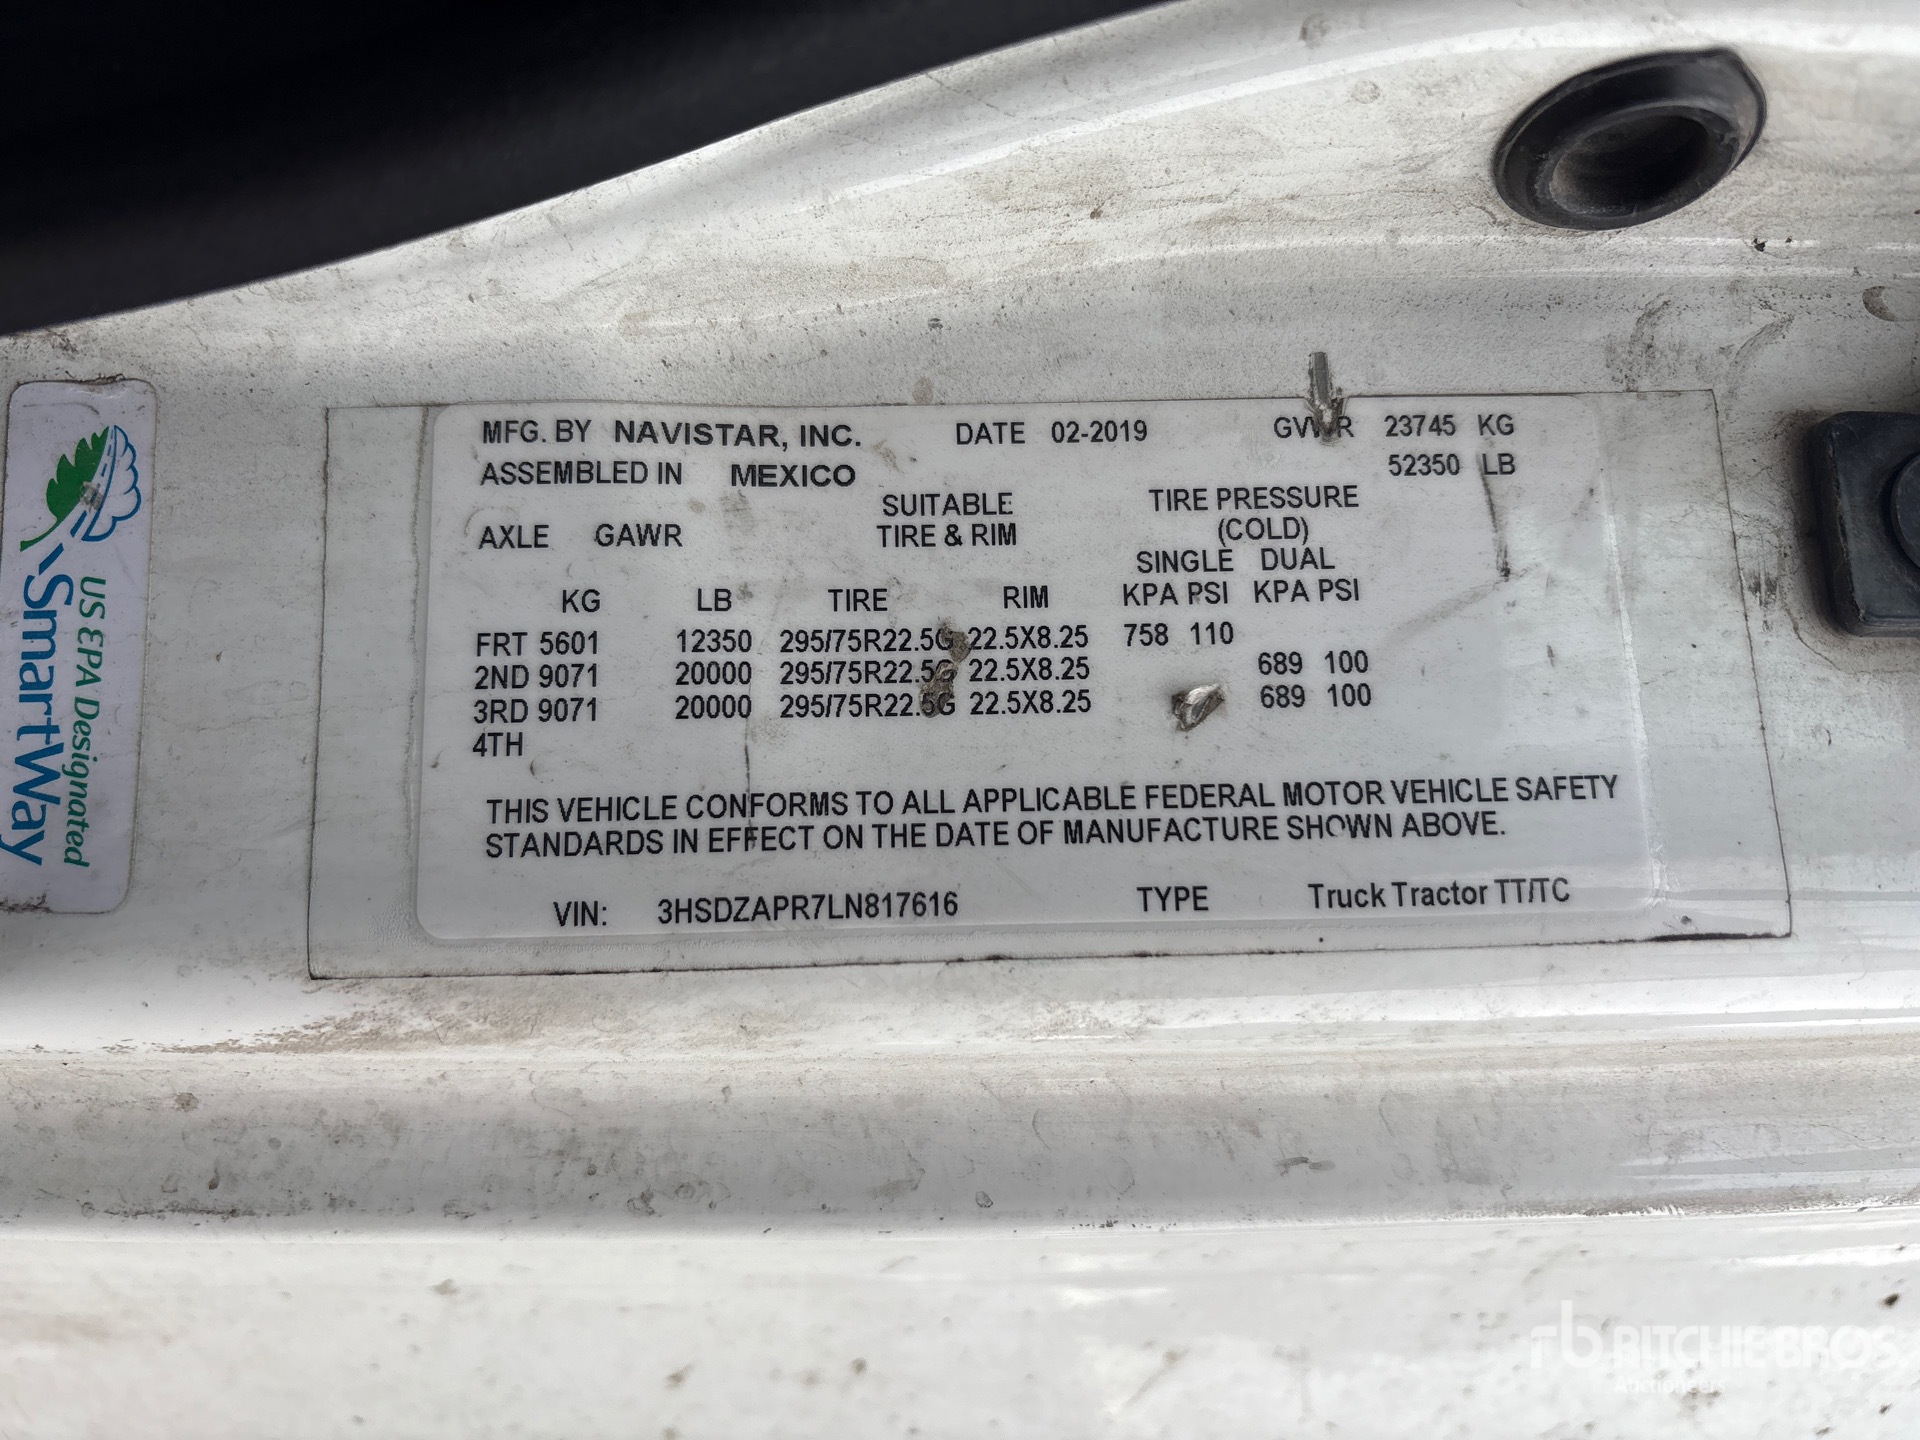 MFG. BY NAVISTAR, INC. DATE 02-2019 GVWR 23745 KG
ASSEMBLED IN MEXICO 52350 LB
SUITABLE TIRE PRESSURE
AXLE GAWR TIRE & RIM (COLD)
SINGLE DUAL
KG LB TIRE RIM KPA PSI KPA PSI
FRT 5601 12350 295/75R22.5G 22.5X8.25 758 110
2ND 9071 20000 295/75R22.5G 22.5X8.25 689 100
3RD 9071 20000 295/75R22.5G 22.5X8.25 689 100
4TH
THIS VEHICLE CONFORMS TO ALL APPLICABLE FEDERAL MOTOR VEHICLE SAFETY
STANDARDS IN EFFECT ON THE DATE OF MANUFACTURE SHOWN ABOVE.
VIN: 3HSDZAPR7LN817616 TYPE Truck Tractor TT/TC
US EPA Designated
SmartWay
rb RITCHIE BROS.
Auctioneers